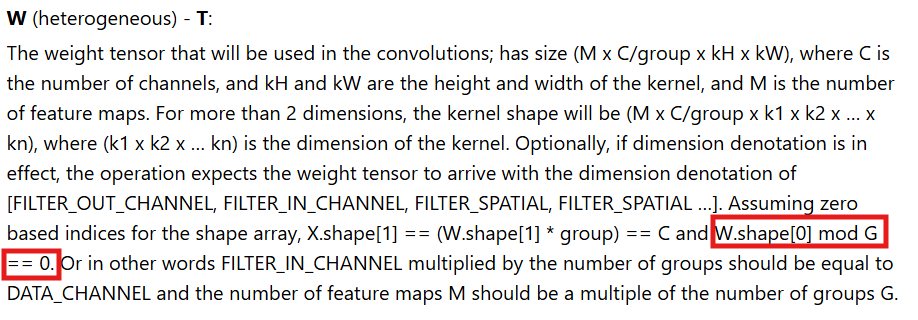 W (heterogeneous) - T:
The weight tensor that will be used in the convolutions; has size (M x C/group x kH x kW), where C is
the number of channels, and kH and kW are the height and width of the kernel, and M is the number
of feature maps. For more than 2 dimensions, the kernel shape will be (M x C/group x k1 x k2 x ... x
kn), where (k1 x k2 x ... kn) is the dimension of the kernel. Optionally, if dimension denotation is in
effect, the operation expects the weight tensor to arrive with the dimension denotation of
[FILTER_OUT_CHANNEL, FILTER_IN_CHANNEL, FILTER_SPATIAL, FILTER_SPATIAL ...]. Assuming zero
based indices for the shape array, X.shape[1] == (W.shape[1] * group) == C and W.shape[0] mod G
== 0. Or in other words FILTER_IN_CHANNEL multiplied by the number of groups should be equal to
DATA_CHANNEL and the number of feature maps M should be a multiple of the number of groups G.